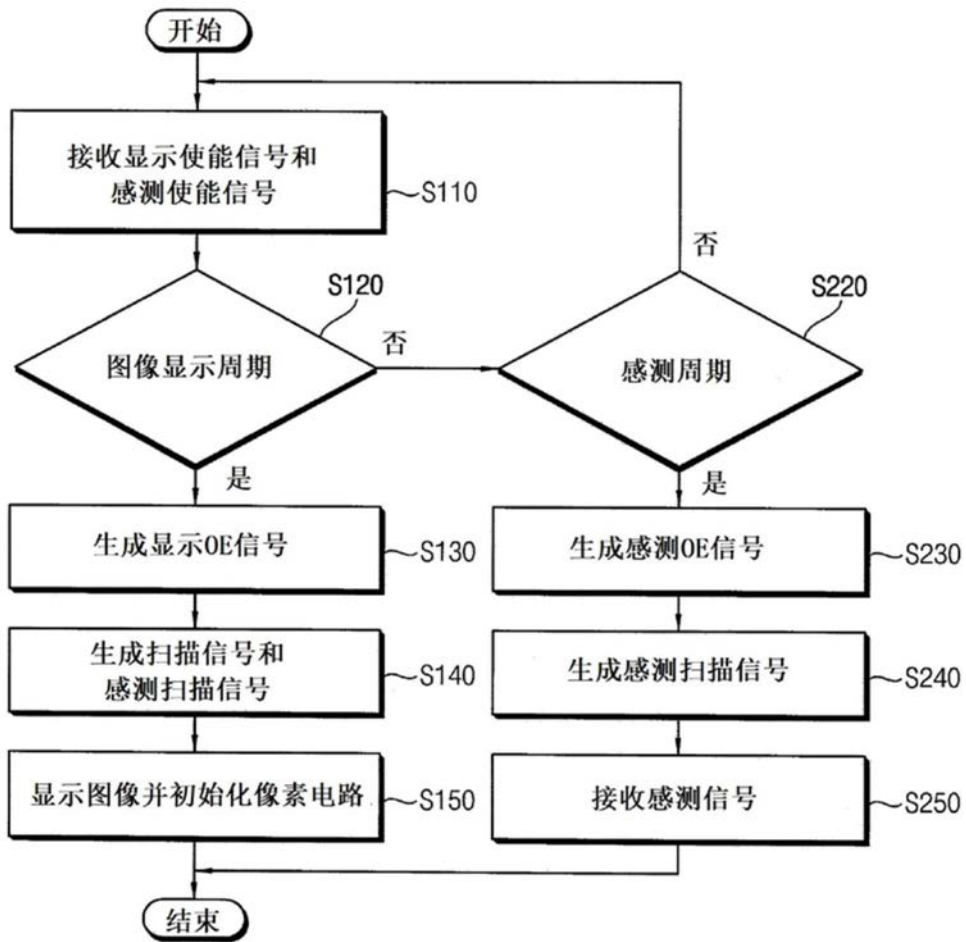 开始
接收显示使能信号和
感测使能信号
S110
否
S120
S220
图像显示周期
否
感测周期
是
是
生成显示OE信号
S130
生成感测OE信号
S230
生成扫描信号和
感测扫描信号
S140
生成感测扫描信号
S240
显示图像并初始化像素电路
S150
接收感测信号
S250
结束